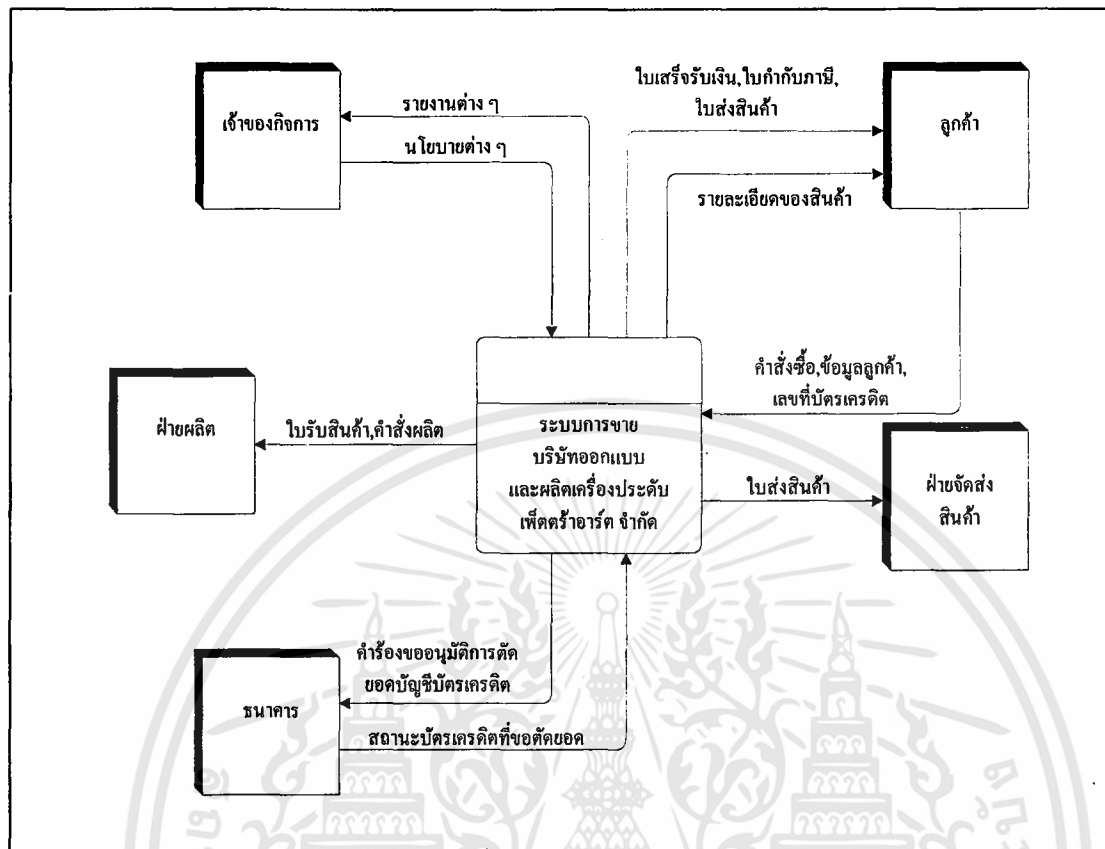 เจ้าของกิจการ
รายงานต่าง ๆ
นโยบายต่าง ๆ
ใบเสร็จรับเงิน,ใบกำกับภาษี,
ใบส่งสินค้า
ลูกค้า
รายละเอียดของสินค้า
ฝ่ายผลิต
ใบรับสินค้า,คำสั่งผลิต
ระบบการขาย
บริษัทออกแบบ
และผลิตเครื่องประดับ
เพ็ตตร้าอาร์ต จำกัด
คำสั่งซื้อ,ข้อมูลลูกค้า,
เลขที่บัตรเครดิต
ใบส่งสินค้า
ฝ่ายจัดส่ง
สินค้า
ธนาคาร
คำร้องขออนุมัติการตัด
ยอดบัญชีบัตรเครดิต
สถานะบัตรเครดิตที่ขอตัดยอด